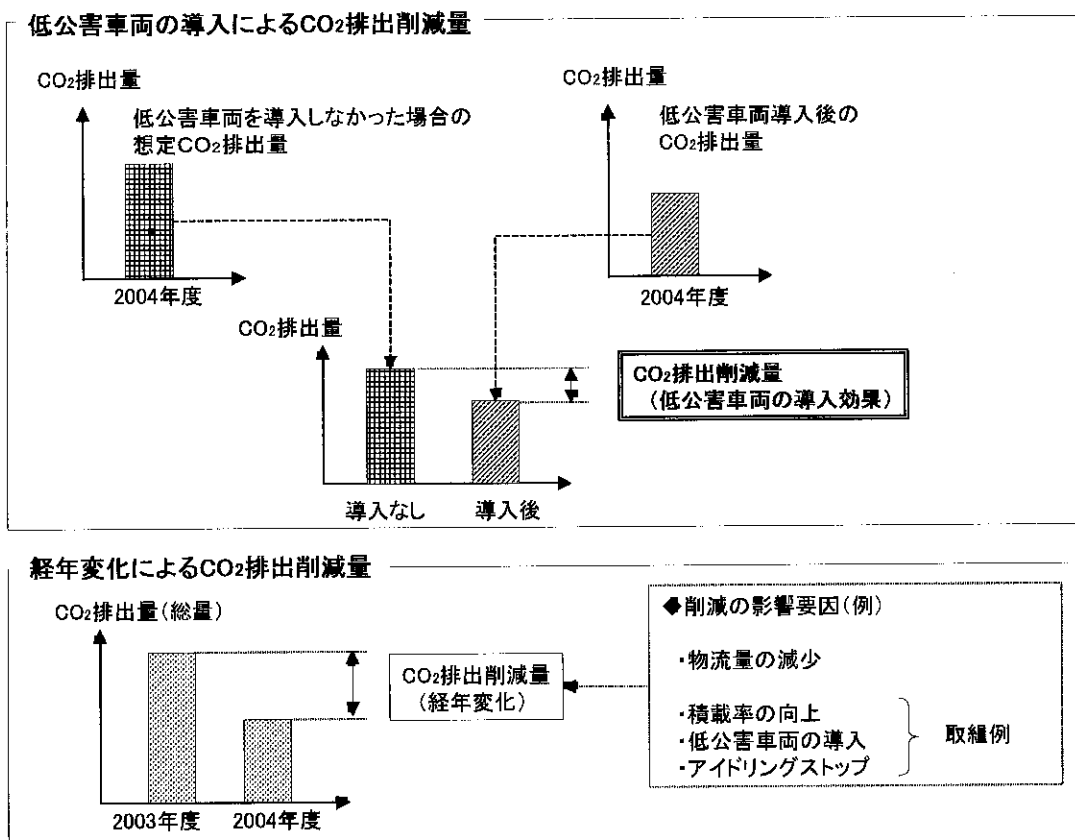 低公害車両の導入によるCO₂排出削減量
CO₂排出量
低公害車両を導入しなかった場合の
想定CO₂排出量
2004年度
CO₂排出量
低公害車両導入後の
CO₂排出量
2004年度
CO₂排出量
導入なし
導入後
CO₂排出削減量
（低公害車両の導入効果）
経年変化によるCO₂排出削減量
CO₂排出量（総量）
2003年度
2004年度
CO₂排出削減量
（経年変化）
◆削減の影響要因（例）
・物流量の減少
・積載率の向上
・低公害車両の導入
・アイドリングストップ
取組例